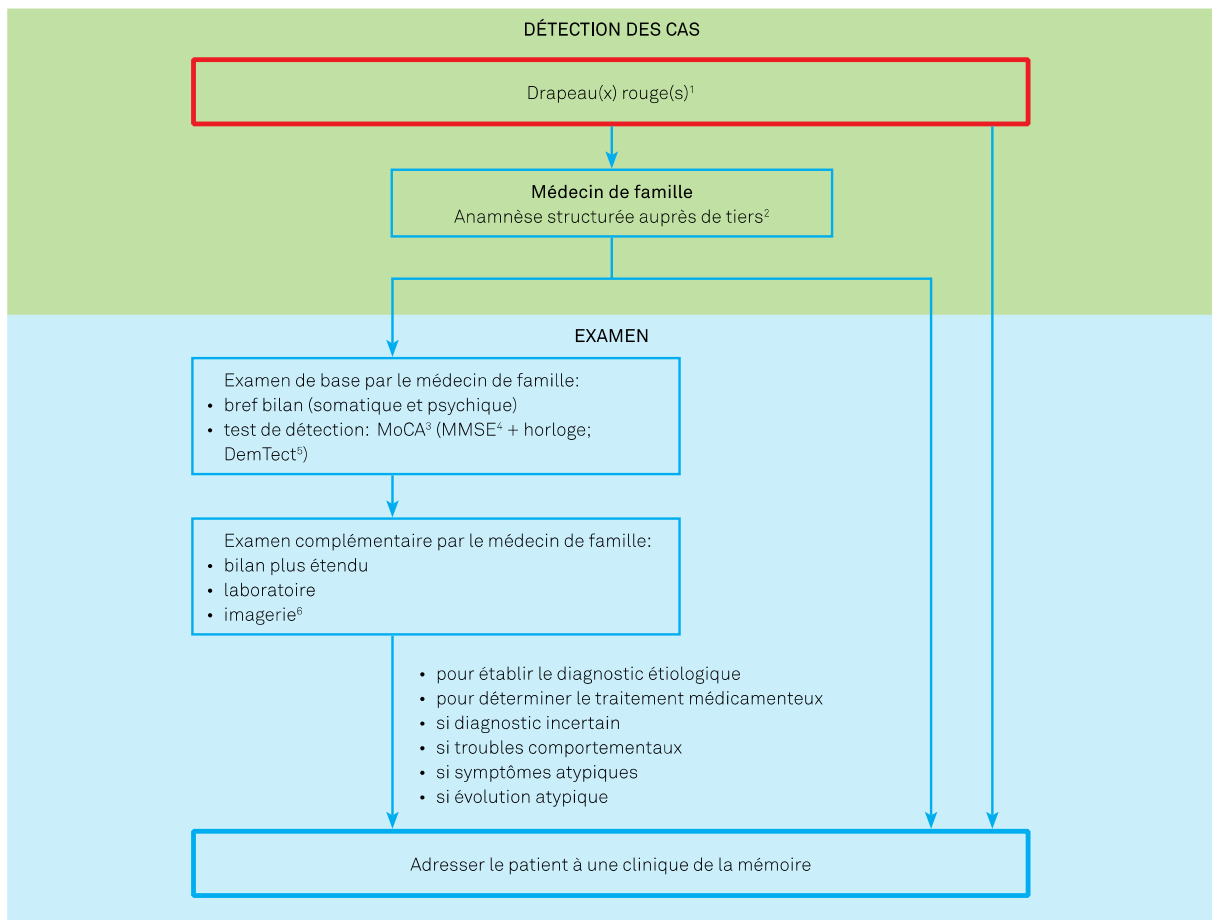 DÉTECTION DES CAS
Drapeau(x) rouge(s)¹
Médecin de famille
Anamnèse structurée auprès de tiers²
EXAMEN
Examen de base par le médecin de famille:
• bref bilan (somatique et psychique)
• test de détection: MoCA³ (MMSE⁴ + horloge;
DemTect⁵)
Examen complémentaire par le médecin de famille:
• bilan plus étendu
• laboratoire
• imagerie⁶
• pour établir le diagnostic étiologique
• pour déterminer le traitement médicamenteux
• si diagnostic incertain
• si troubles comportementaux
• si symptômes atypiques
• si évolution atypique
Adresser le patient à une clinique de la mémoire